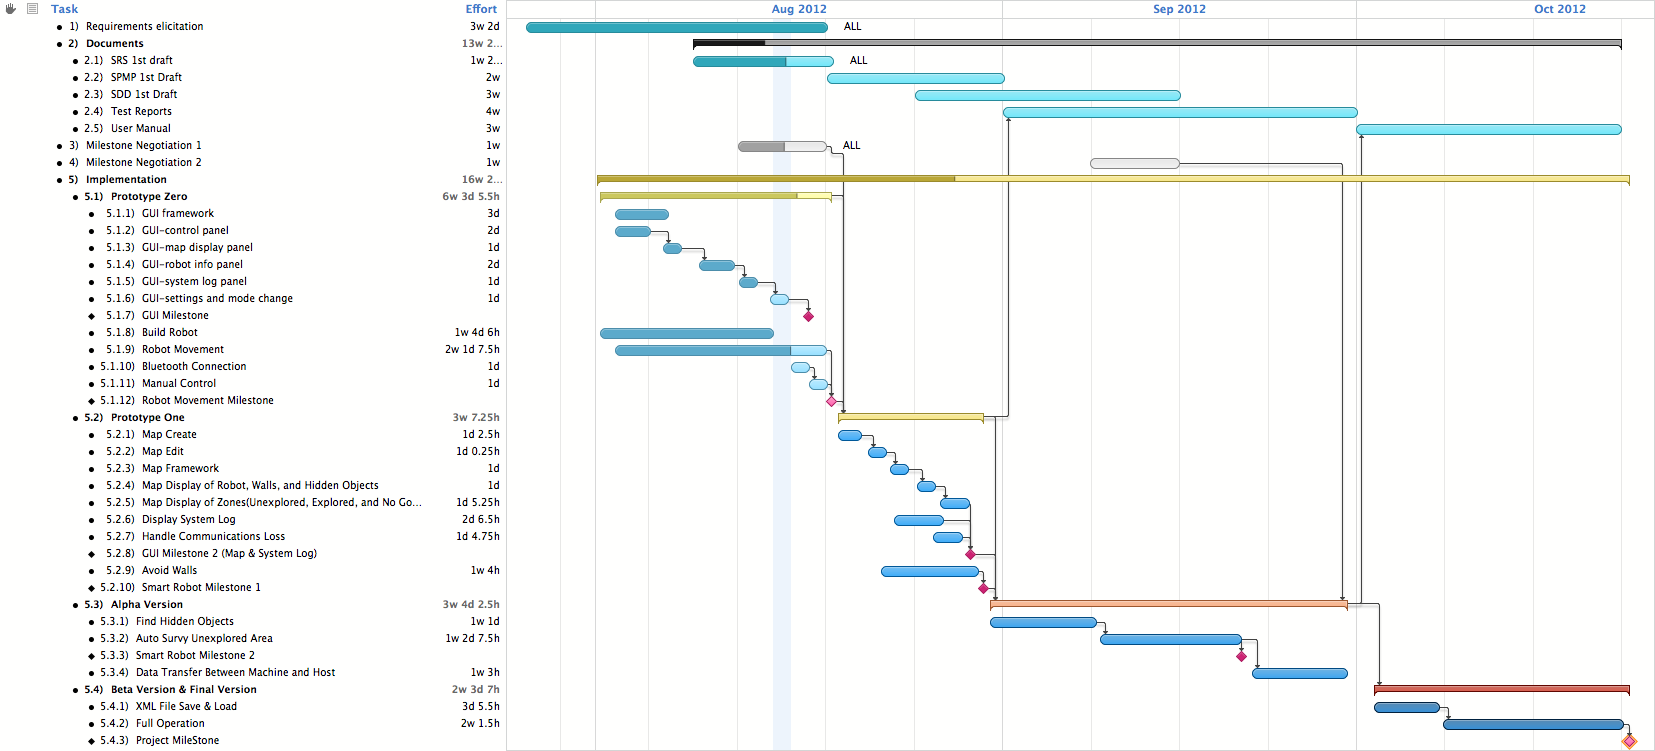 Task Effort Aug 2012 Sep 2012 Oct 2012
1) Requirements elicitation 3w 2d ALL
2) Documents 13w 2...
2.1) SRS 1st draft 1w 2... ALL
2.2) SPMP 1st Draft 2w
2.3) SDD 1st Draft 3w
2.4) Test Reports 4w
2.5) User Manual 3w
3) Milestone Negotiation 1 1w ALL
4) Milestone Negotiation 2 1w
5) Implementation 16w 2...
5.1) Prototype Zero 6w 3d 5.5h
5.1.1) GUI framework 3d
5.1.2) GUI-control panel 2d
5.1.3) GUI-map display panel 1d
5.1.4) GUI-robot info panel 2d
5.1.5) GUI-system log panel 1d
5.1.6) GUI-settings and mode change 1d
5.1.7) GUI Milestone
5.1.8) Build Robot 1w 4d 6h
5.1.9) Robot Movement 2w 1d 7.5h
5.1.10) Bluetooth Connection 1d
5.1.11) Manual Control 1d
5.1.12) Robot Movement Milestone
5.2) Prototype One 3w 7.25h
5.2.1) Map Create 1d 2.5h
5.2.2) Map Edit 1d 0.25h
5.2.3) Map Framework 1d
5.2.4) Map Display of Robot, Walls, and Hidden Objects 1d
5.2.5) Map Display of Zones(Unexplored, Explored, and No Go... 1d 5.25h
5.2.6) Display System Log 2d 6.5h
5.2.7) Handle Communications Loss 1d 4.75h
5.2.8) GUI Milestone 2 (Map & System Log)
5.2.9) Avoid Walls 1w 4h
5.2.10) Smart Robot Milestone 1
5.3) Alpha Version 3w 4d 2.5h
5.3.1) Find Hidden Objects 1w 1d
5.3.2) Auto Survy Unexplored Area 1w 2d 7.5h
5.3.3) Smart Robot Milestone 2
5.3.4) Data Transfer Between Machine and Host 1w 3h
5.4) Beta Version & Final Version 2w 3d 7h
5.4.1) XML File Save & Load 3d 5.5h
5.4.2) Full Operation 2w 1.5h
5.4.3) Project MileStone